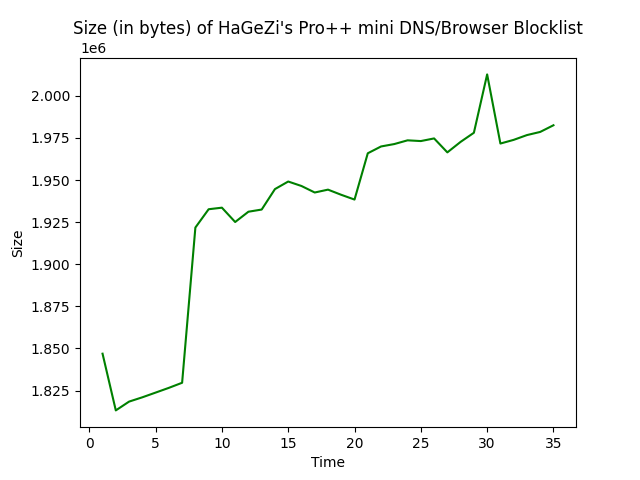 Size (in bytes) of HaGeZi's Pro++ mini DNS/Browser Blocklist
1e6
2.000
1.975
1.950
1.925
1.900
1.875
1.850
1.825
Size
0 5 10 15 20 25 30 35
Time